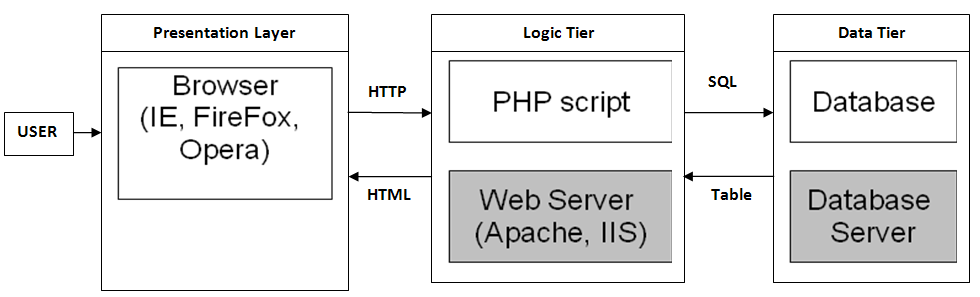 USER
Presentation Layer
Browser
(IE, FireFox,
Opera)
HTTP
HTML
Logic Tier
PHP script
Web Server
(Apache, IIS)
SQL
Table
Data Tier
Database
Database
Server